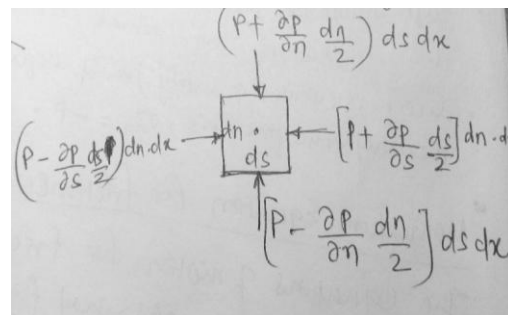 (P + ∂P/∂n dn/2) ds dx
(P - ∂P/∂s ds/2) dn.dx
dn .
ds
[P + ∂P/∂s ds/2] dn.d
[P - ∂P/∂n dn/2] ds dx